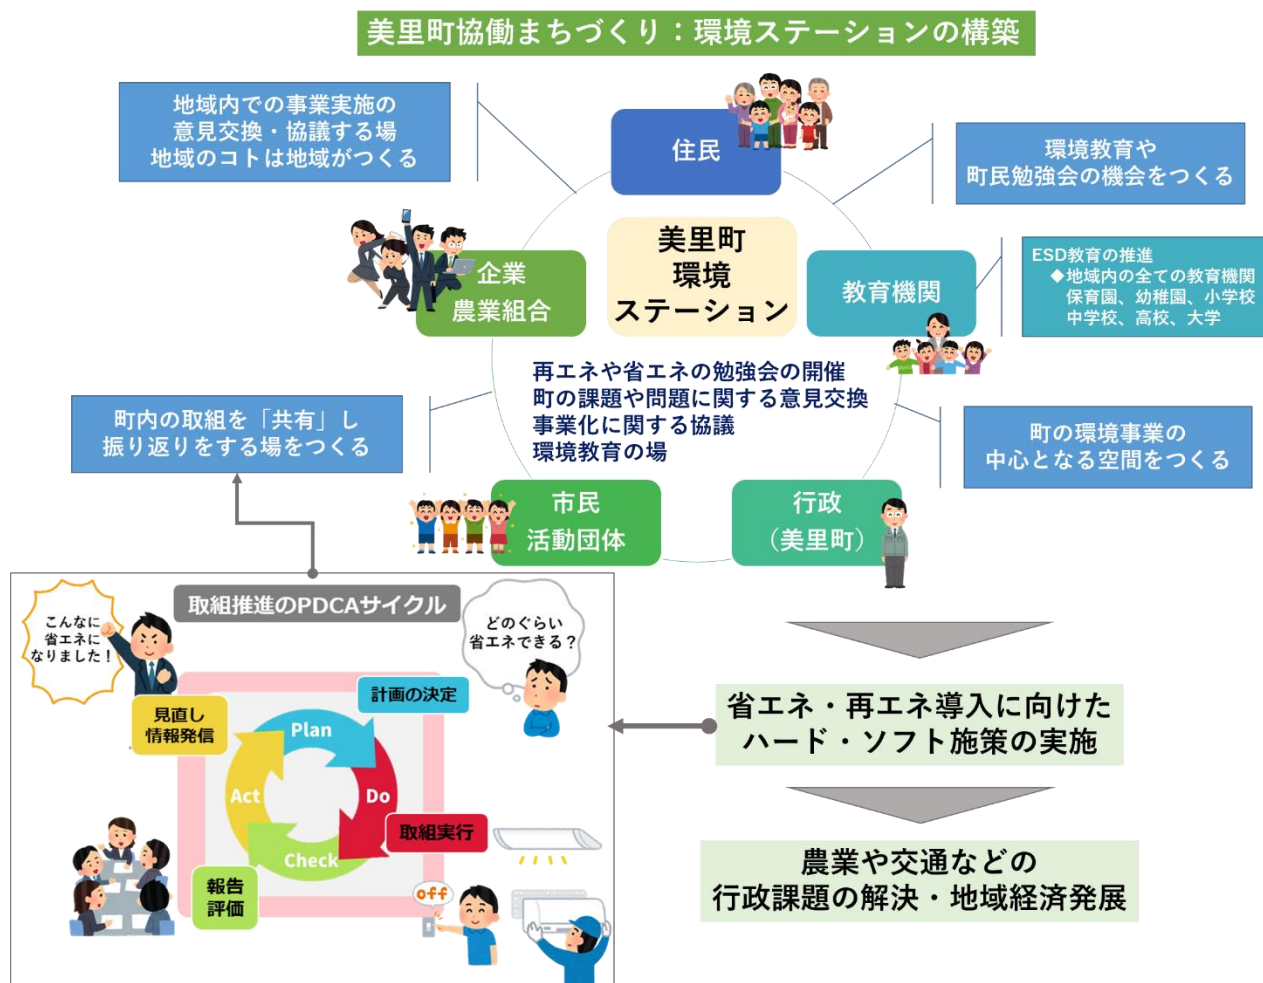 美里町協働まちづくり：環境ステーションの構築
地域内での事業実施の
意見交換・協議する場
地域のコトは地域がつくる
住民
環境教育や
町民勉強会の機会をつくる
企業
農業組合
美里町
環境
ステーション
教育機関
ESD教育の推進
◆地域内の全ての教育機関
保育園、幼稚園、小学校
中学校、高校、大学
再エネや省エネの勉強会の開催
町の課題や問題に関する意見交換
事業化に関する協議
環境教育の場
町内の取組を「共有」し
振り返りをする場をつくる
町の環境事業の
中心となる空間をつくる
市民
活動団体
行政
（美里町）
取組推進のPDCAサイクル
こんなに
省エネに
なりました！
どのぐらい
省エネできる？
計画の決定
見直し
情報発信
Plan
Act
Do
Check
取組実行
報告
評価
off
省エネ・再エネ導入に向けた
ハード・ソフト施策の実施
農業や交通などの
行政課題の解決・地域経済発展